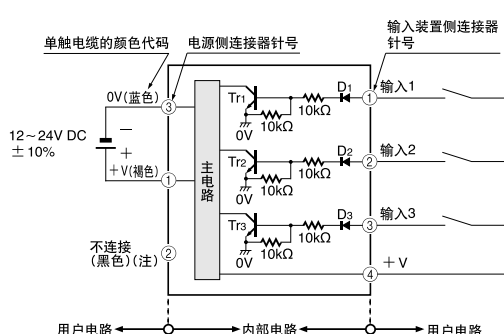 单触电缆的颜色代码
电源侧连接器针号
输入装置侧连接器
针号
0V(蓝色)
③
12～24V DC
±10%
－
＋
＋V(褐色)
①
不连接
(黑色)(注)
②
主电路
Tr1
0V
10kΩ
10kΩ
D1
①
输入1
Tr2
0V
10kΩ
10kΩ
D2
②
输入2
Tr3
0V
10kΩ
10kΩ
D3
③
输入3
④
＋V
用户电路
内部电路
用户电路